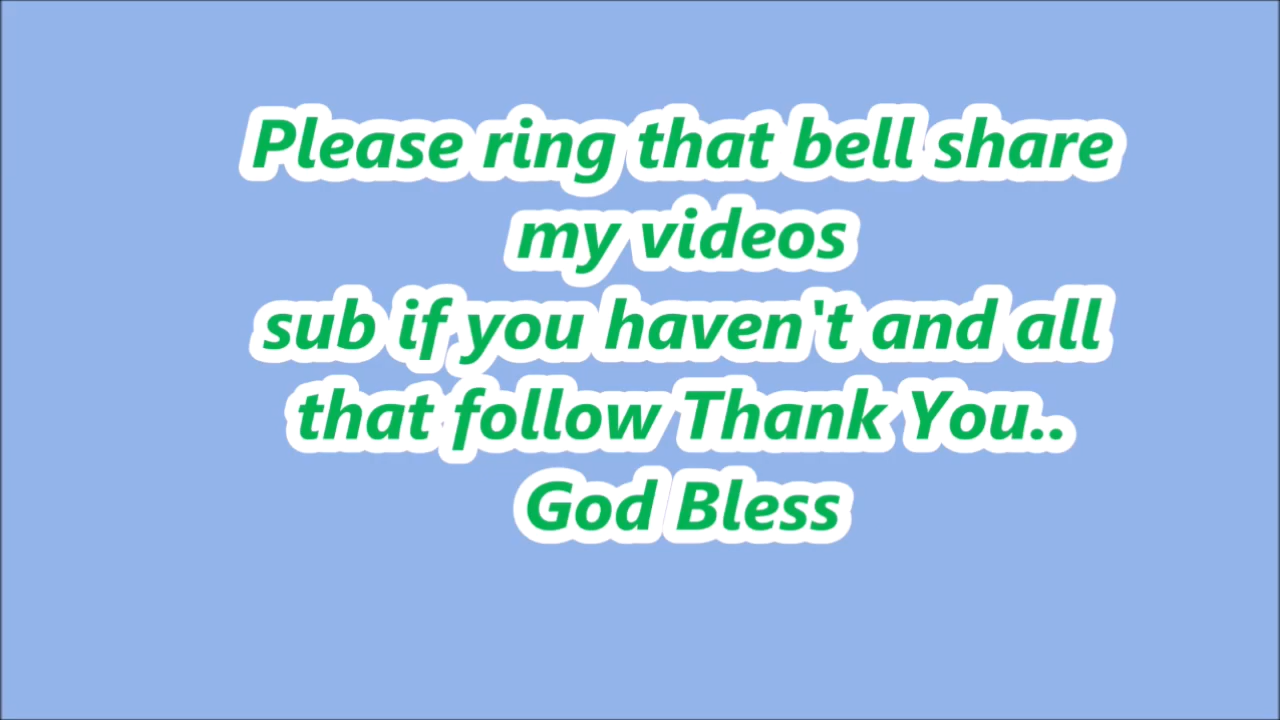 Please ring that bell share
my videos
sub if you haven't and all
that follow Thank You..
God Bless